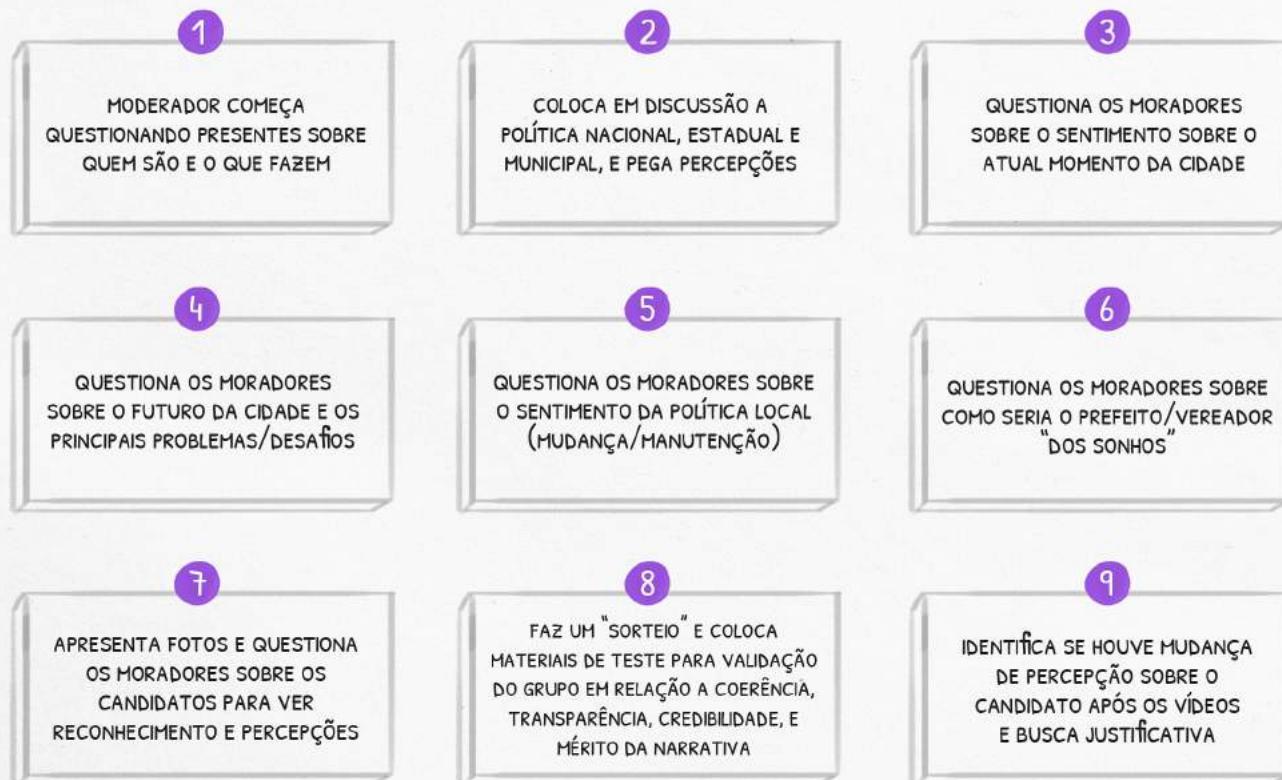 1
MODERADOR COMEÇA
QUESTIONANDO PRESENTES SOBRE
QUEM SÃO E O QUE FAZEM
2
COLOCA EM DISCUSSÃO A
POLÍTICA NACIONAL, ESTADUAL E
MUNICIPAL, E PEGA PERCEPÇÕES
3
QUESTIONA OS MORADORES
SOBRE O SENTIMENTO SOBRE O
ATUAL MOMENTO DA CIDADE
4
QUESTIONA OS MORADORES
SOBRE O FUTURO DA CIDADE E OS
PRINCIPAIS PROBLEMAS/DESAFIOS
5
QUESTIONA OS MORADORES SOBRE
O SENTIMENTO DA POLÍTICA LOCAL
(MUDANÇA/MANUTENÇÃO)
6
QUESTIONA OS MORADORES SOBRE
COMO SERIA O PREFEITO/VEREADOR
"DOS SONHOS"
7
APRESENTA FOTOS E QUESTIONA
OS MORADORES SOBRE OS
CANDIDATOS PARA VER
RECONHECIMENTO E PERCEPÇÕES
8
FAZ UM "SORTEIO" E COLOCA
MATERIAIS DE TESTE PARA VALIDAÇÃO
DO GRUPO EM RELAÇÃO A COERÊNCIA,
TRANSPARÊNCIA, CREDIBILIDADE, E
MÉRITO DA NARRATIVA
9
IDENTIFICA SE HOUVE MUDANÇA
DE PERCEPÇÃO SOBRE O
CANDIDATO APÓS OS VÍDEOS
E BUSCA JUSTIFICATIVA